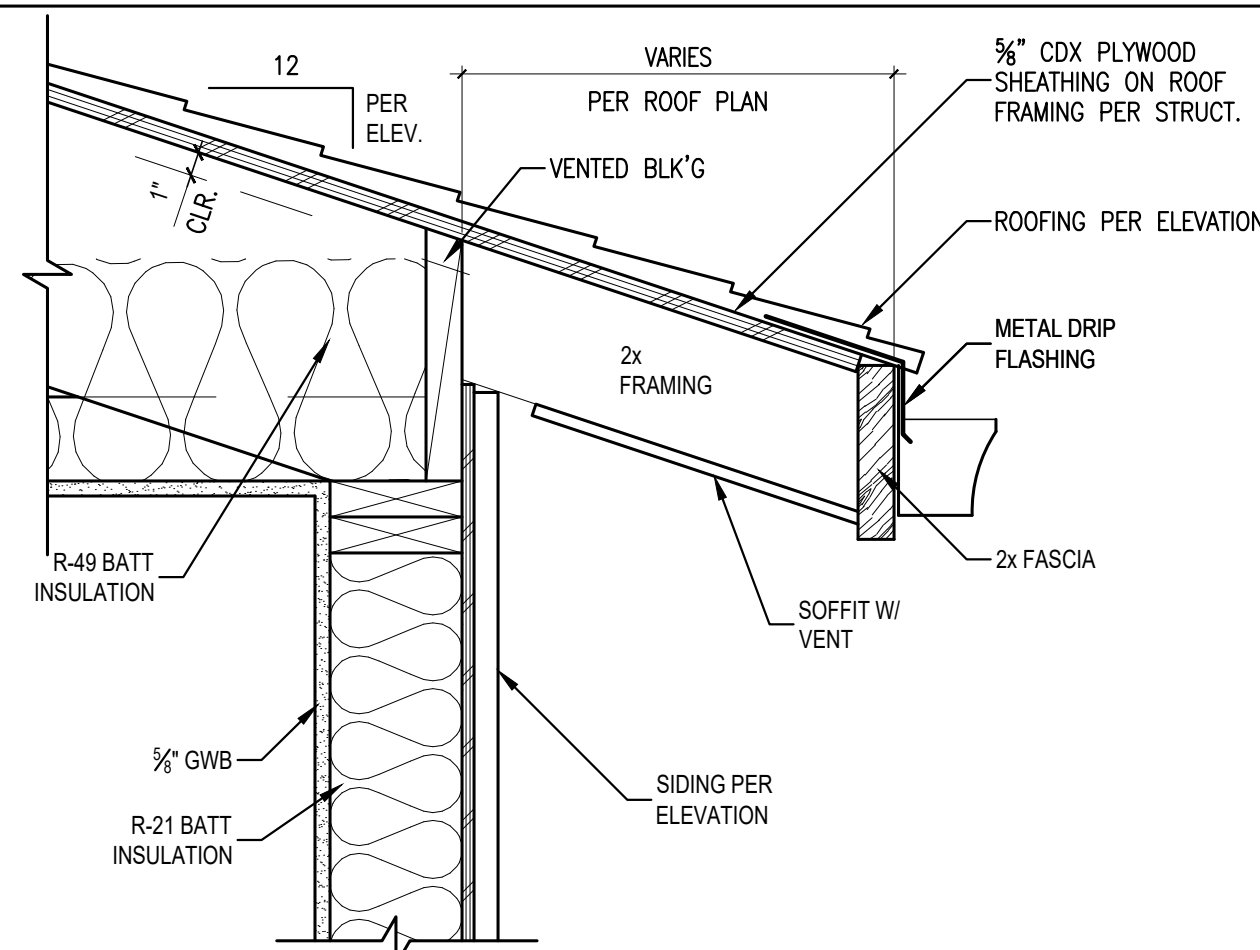 12
PER
ELEV.
VARIES
PER ROOF PLAN
⅝" CDX PLYWOOD
SHEATHING ON ROOF
FRAMING PER STRUCT.
VENTED BLK'G
1"
CLR.
ROOFING PER ELEVATION
METAL DRIP
FLASHING
2x
FRAMING
R-49 BATT
INSULATION
2x FASCIA
SOFFIT W/
VENT
⅝" GWB
SIDING PER
ELEVATION
R-21 BATT
INSULATION